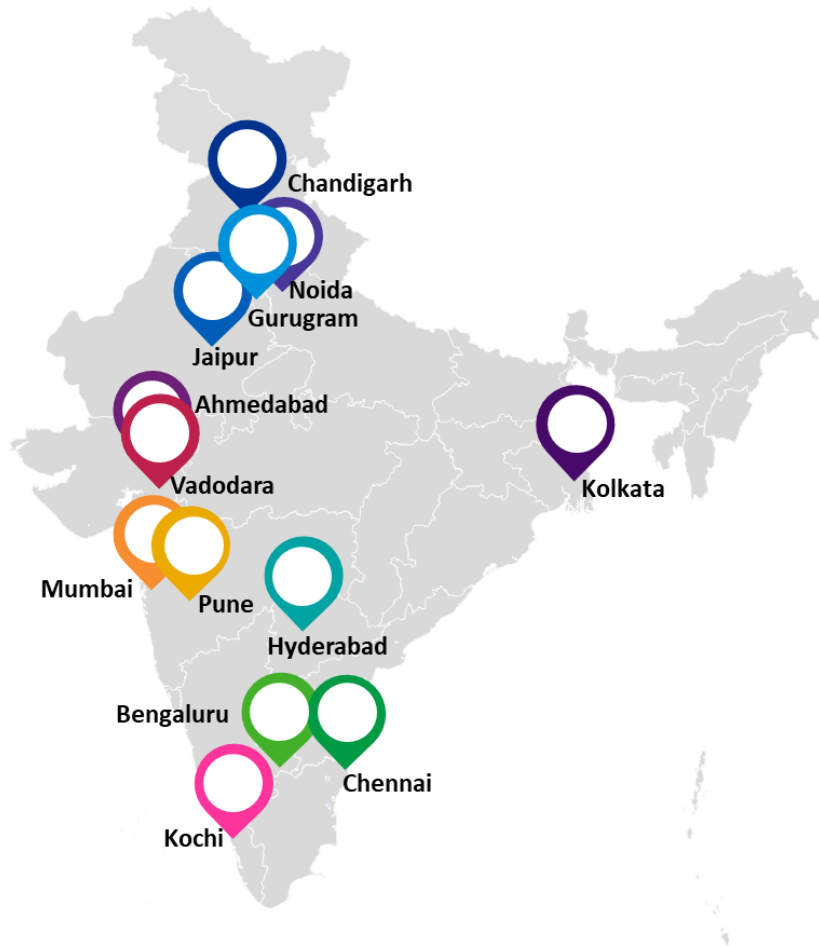 Chandigarh
Noida
Gurugram
Jaipur
Ahmedabad
Vadodara
Kolkata
Mumbai
Pune
Hyderabad
Bengaluru
Chennai
Kochi